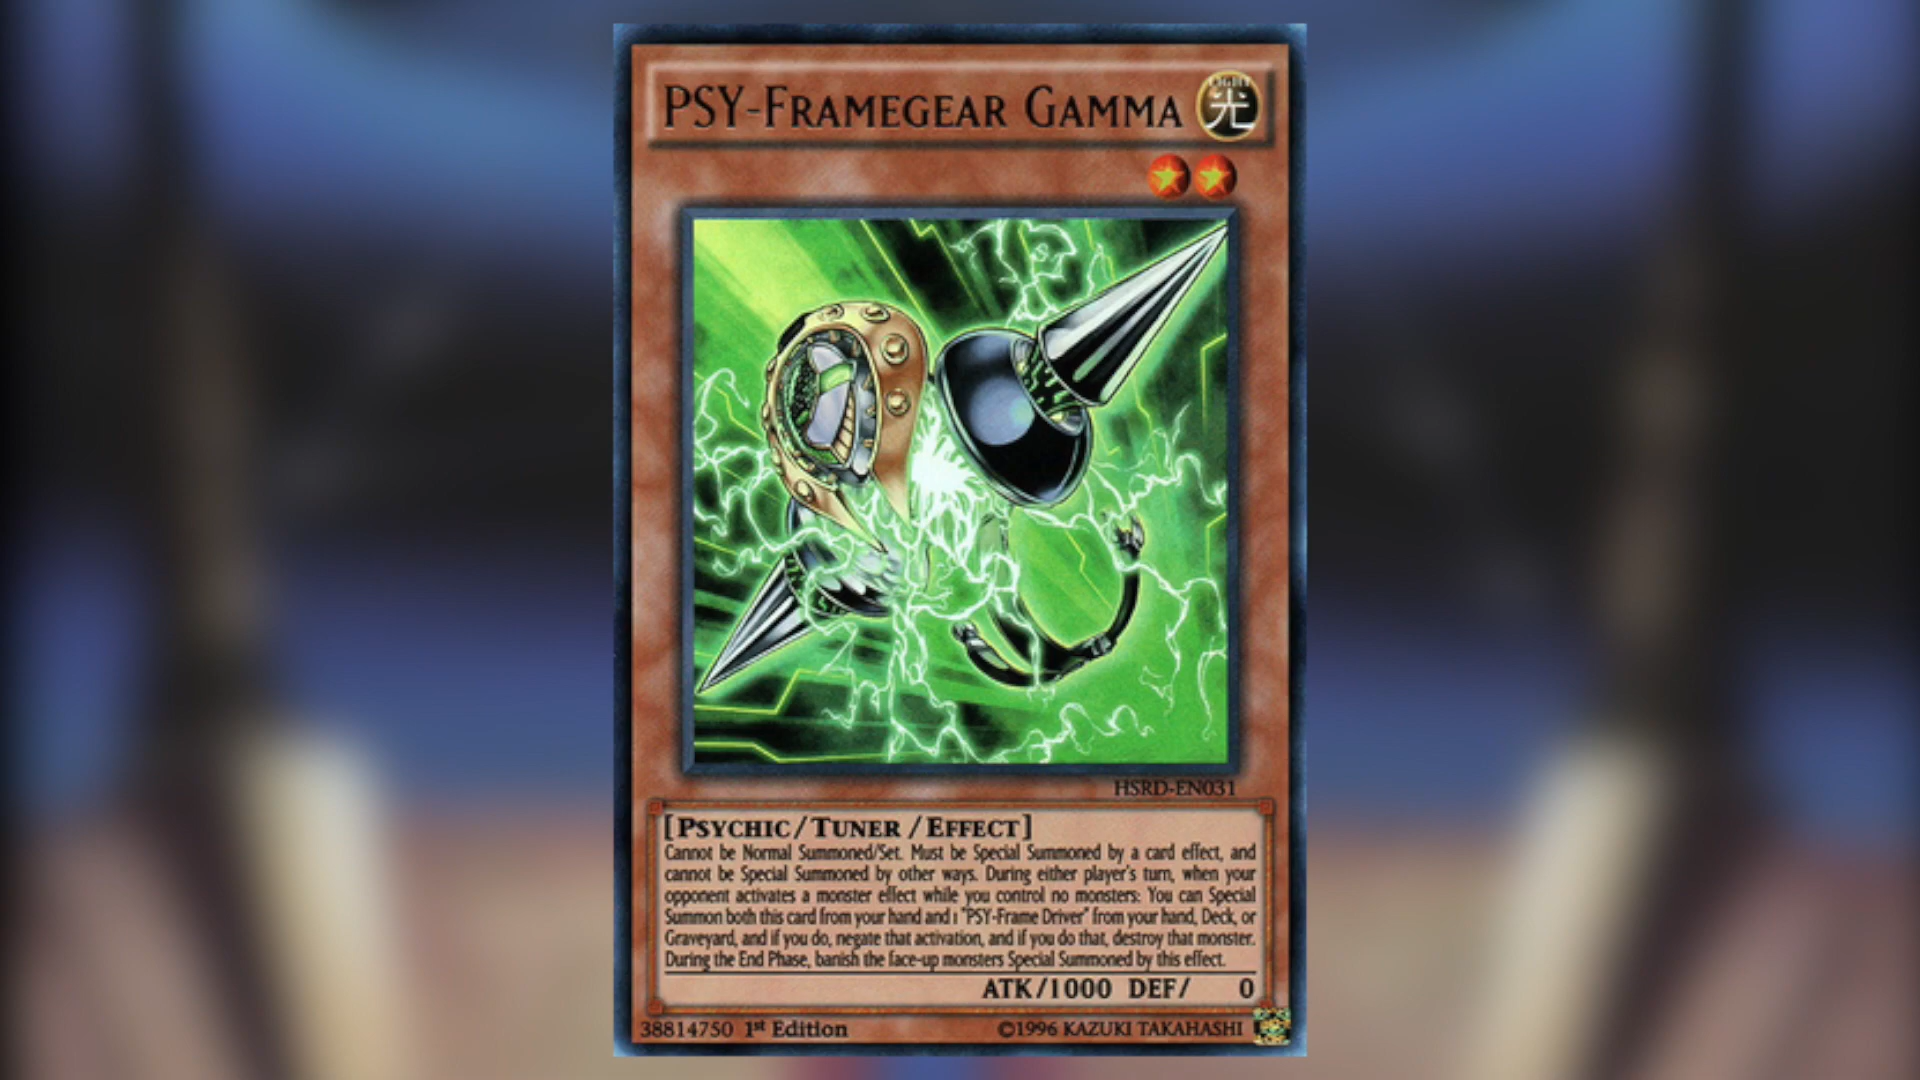 PSY-Framegear Gamma
LIGHT
光
HSRD-EN031
[Psychic/Tuner /Effect]
Cannot be Normal Summoned/Set. Must be Special Summoned by a card effect, and
cannot be Special Summoned by other ways. During either player's turn, when your
opponent activates a monster effect while you control no monsters: You can Special
Summon both this card from your hand and 1 "PSY-Frame Driver" from your hand, Deck, or
Graveyard, and if you do, negate that activation, and if you do that, destroy that monster.
During the End Phase, banish the face-up monsters Special Summoned by this effect.
ATK/1000 DEF/ 0
38814750 1st Edition ©1996 KAZUKI TAKAHASHI